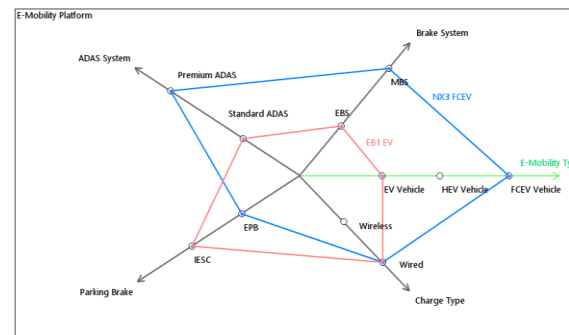 E-Mobility Platform
Brake System
ADAS System
Premium ADAS
MBS
NX3 FCEV
Standard ADAS
EBS
EB1 EV
E-Mobility Ty
EV Vehicle
HEV Vehicle
FCEV Vehicle
Wireless
EPB
IESC
Wired
Parking Brake
Charge Type